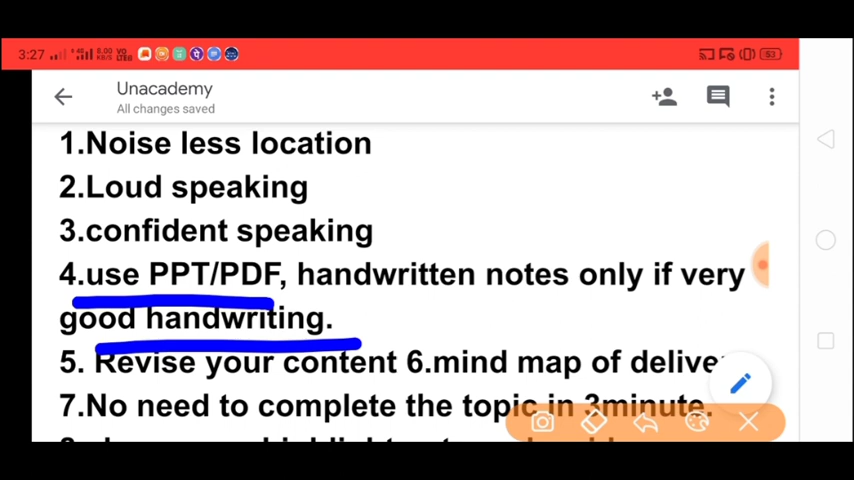 3:27
Unacademy
All changes saved
1.Noise less location
2.Loud speaking
3.confident speaking
4.use PPT/PDF, handwritten notes only if very
good handwriting.
5. Revise your content 6.mind map of
7.No need to complete the topic in 3minute.